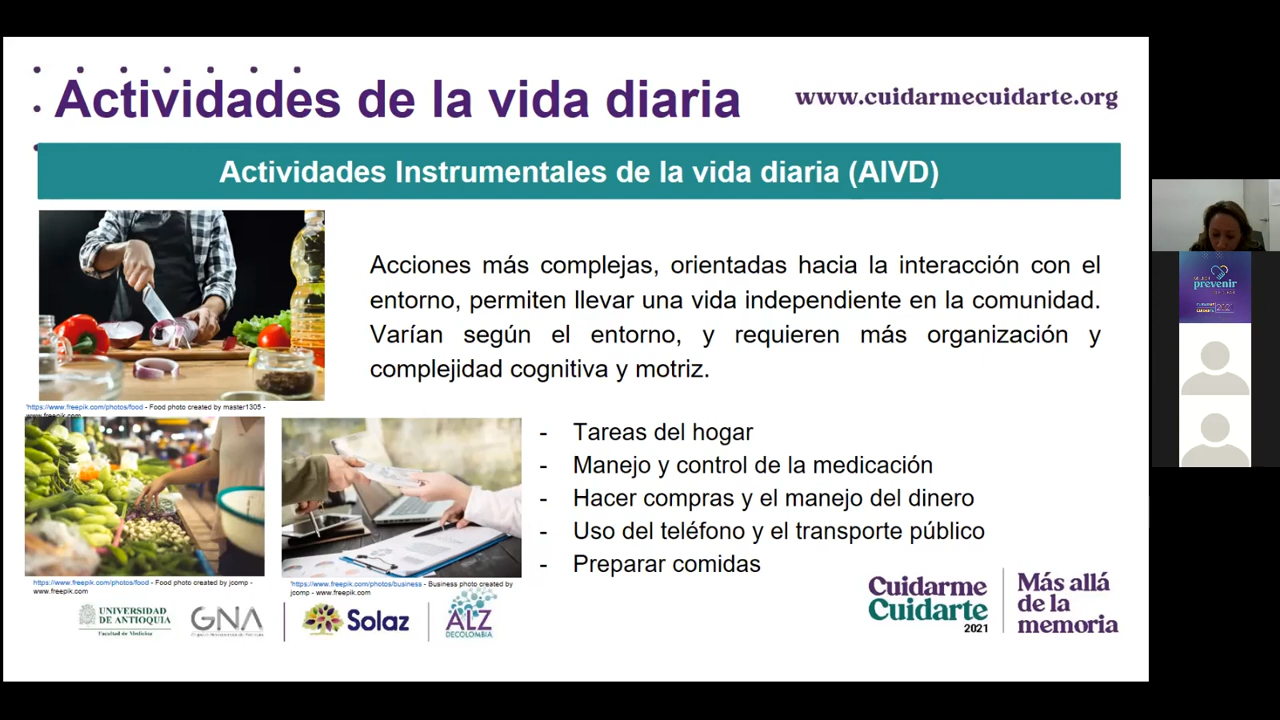 Actividades de la vida diaria
www.cuidarmecuidarte.org
Actividades Instrumentales de la vida diaria (AIVD)
Acciones más complejas, orientadas hacia la interacción con el
entorno, permiten llevar una vida independiente en la comunidad.
Varían según el entorno, y requieren más organización y
complejidad cognitiva y motriz.
'https://www.freepik.com/photos/food - Food photo created by master1305 -
www.freepik.com
- Tareas del hogar
- Manejo y control de la medicación
- Hacer compras y el manejo del dinero
- Uso del teléfono y el transporte público
- Preparar comidas
https://www.freepik.com/photos/food - Food photo created by jcomp -
www.freepik.com
'https://www.freepik.com/photos/business - Business photo created by
jcomp - www.freepik.com
UNIVERSIDAD
DE ANTIOQUIA
Facultad de Medicina
GNA
Solaz
ALZ
DECOLOMBIA
Cuidarme
Cuidarte
2021
Más allá
de la
memoria
prevenir